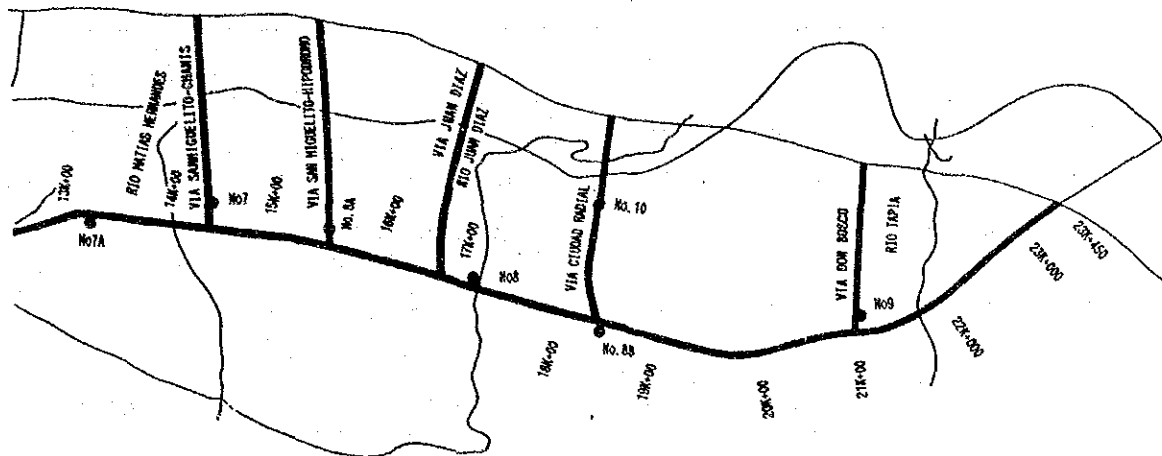 13K+00
No7A
RIO MATIAS HERNANDES
14K+00
VIA SANMIGUELITO-CHANIS
No7
15K+00
VIA SAN MIGUELITO-HIPODROMO
No.8A
16K+00
VIA JUAN DIAZ
RIO JUAN DIAZ
17K+00
No8
VIA CIUDAD RADIAL
No.10
No.8B
18K+00
19K+00
20K+00
VIA DON BOSCO
RIO TAPIA
No9
21K+00
22K+000
23K+000
23K+450